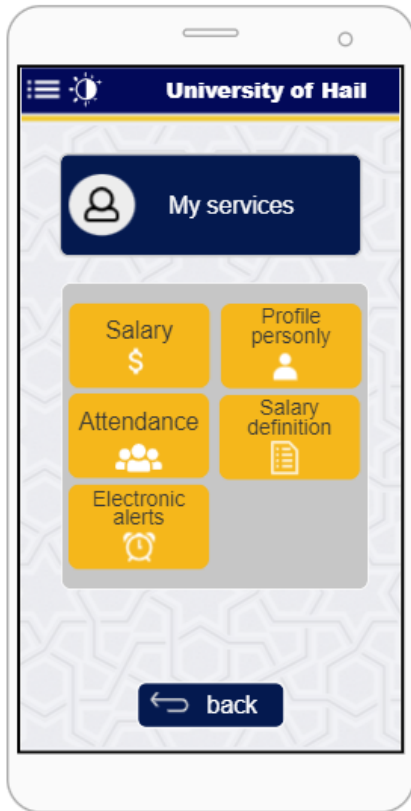 University of Hail
My services
Salary
$
Profile
personly
Attendance
Salary
definition
Electronic
alerts
back